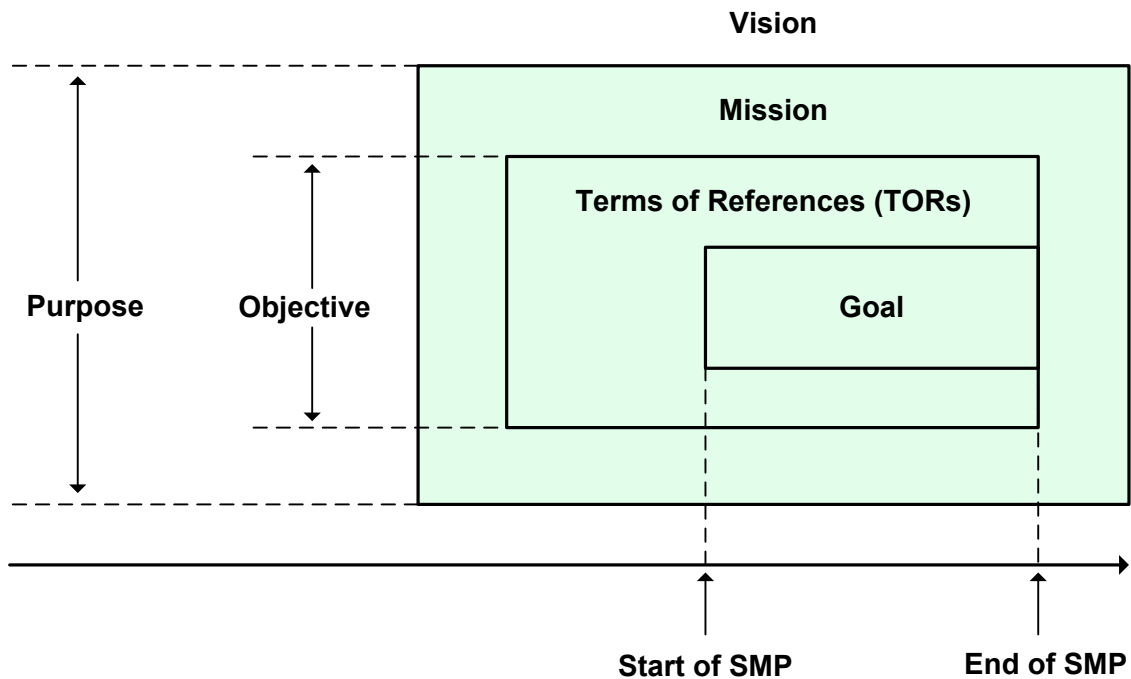 Vision
Mission
Terms of References (TORs)
Purpose
Objective
Goal
Start of SMP
End of SMP